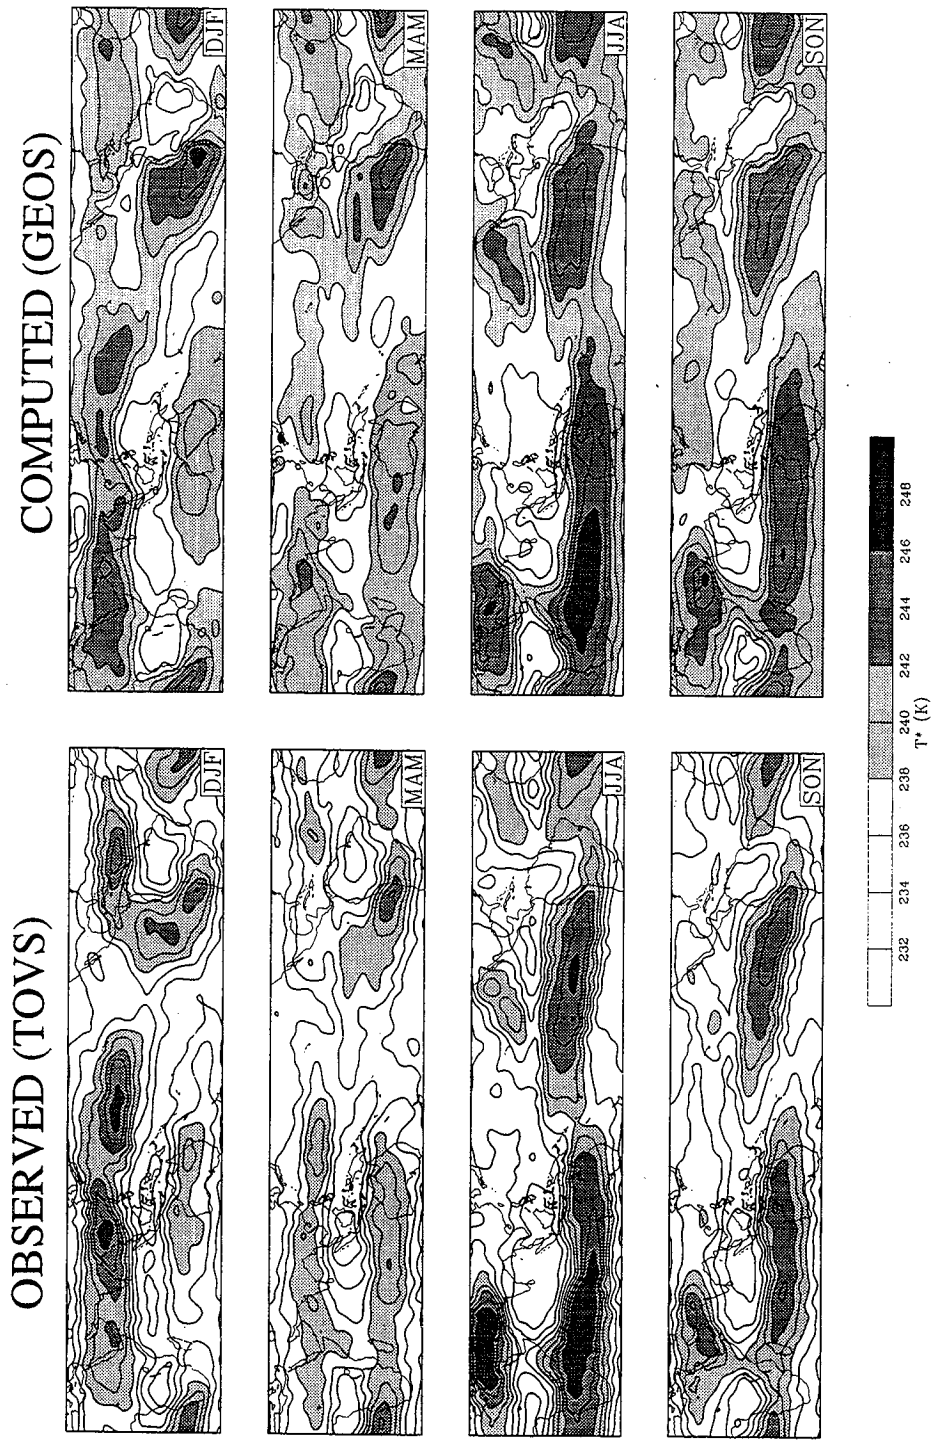 OBSERVED (TOVS)
COMPUTED (GEOS)
DJF
DJF
MAM
MAM
JJA
JJA
SON
SON
232 234 236 238 240 242 244 246 248
T* (K)